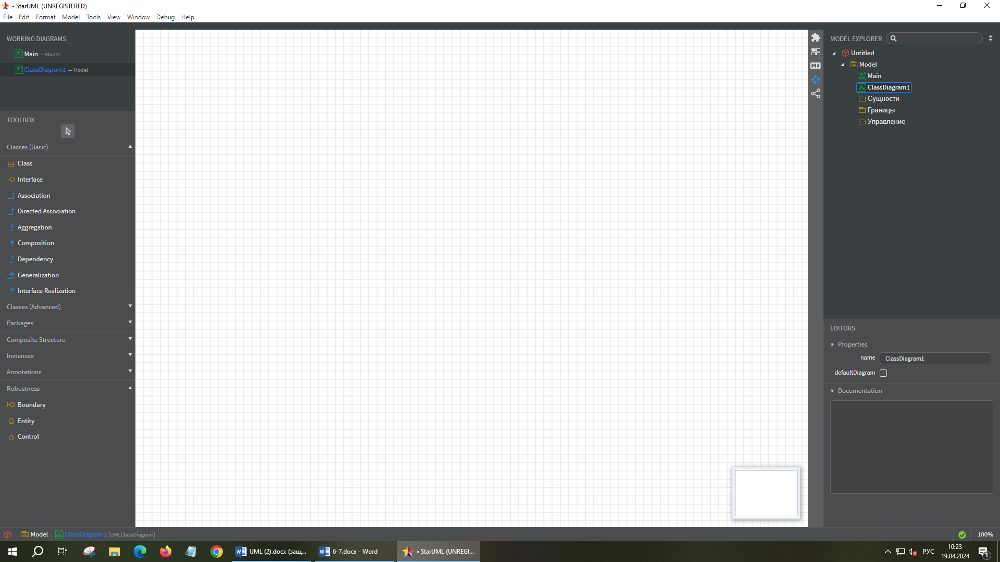 • StarUML (UNREGISTERED)
File Edit Format Model Tools View Window Debug Help
WORKING DIAGRAMS
Main — Model
ClassDiagram1 — Model
TOOLBOX
Classes (Basic)
Class
Interface
Association
Directed Association
Aggregation
Composition
Dependency
Generalization
Interface Realization
Classes (Advanced)
Packages
Composite Structure
Instances
Annotations
Robustness
Boundary
Entity
Control
M
MODEL EXPLORER
Untitled
Model
Main
ClassDiagram1
Сущности
Границы
Управление
EDITORS
Properties
name ClassDiagram1
defaultDiagram
Documentation
Model ClassDiagram1 [UMLClassDiagram]
100%
UML (2).docx (защ...
6-7.docx - Word
• StarUML (UNREGI...
РУС
10:23
19.04.2024
1